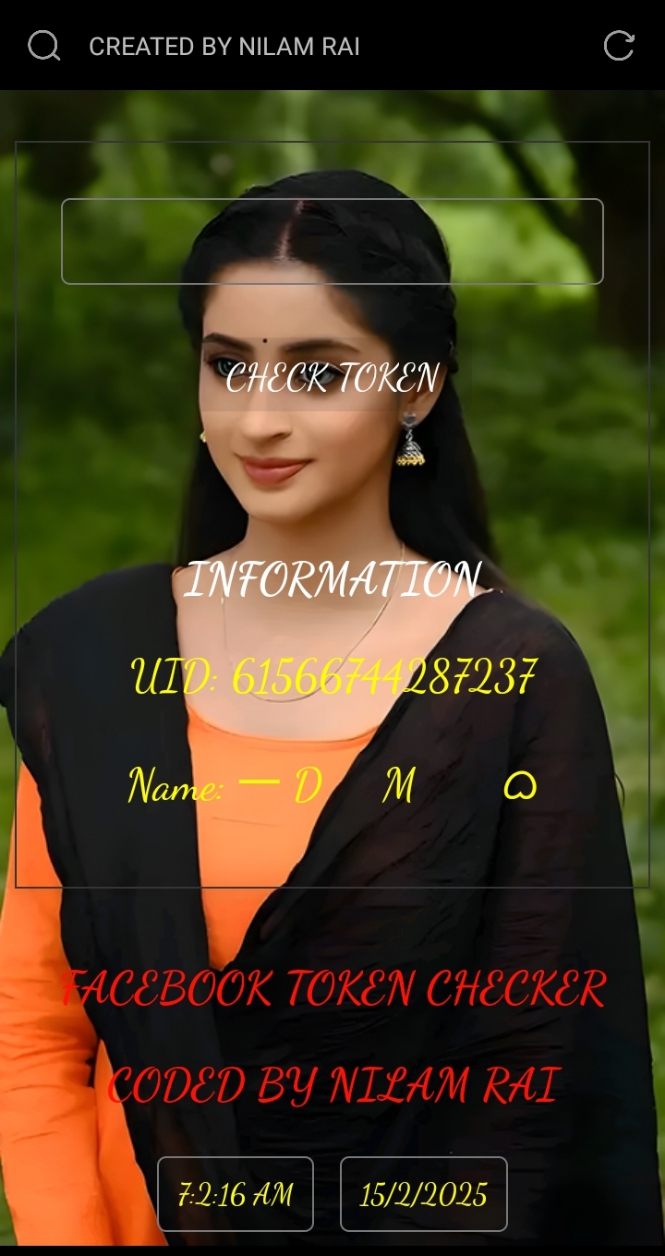 CREATED BY NILAM RAI
CHECK TOKEN
INFORMATION
UID: 61566744287237
Name: — D M
FACEBOOK TOKEN CHECKER
CODED BY NILAM RAI
7:2:16 AM 15/2/2025